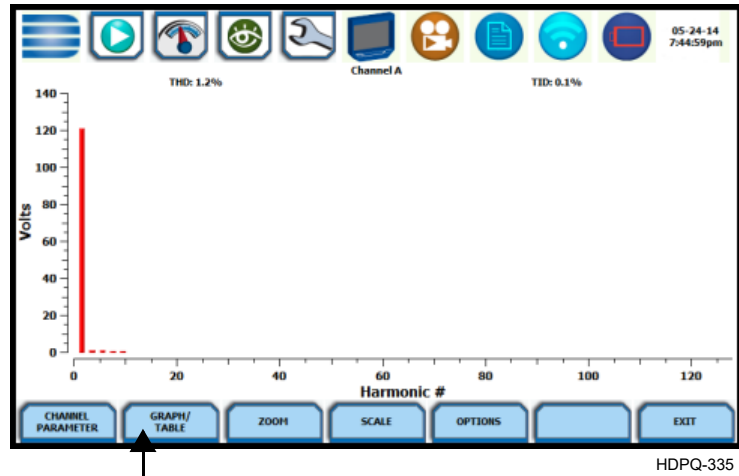 05-24-14
7:44:59pm
Channel A
THD: 1.2%
TID: 0.1%
140
120
100
80
60
40
20
0
Volts
0 20 40 60 80 100 120
Harmonic #
CHANNEL
PARAMETER
GRAPH/
TABLE
ZOOM
SCALE
OPTIONS
EXIT
HDPQ-335